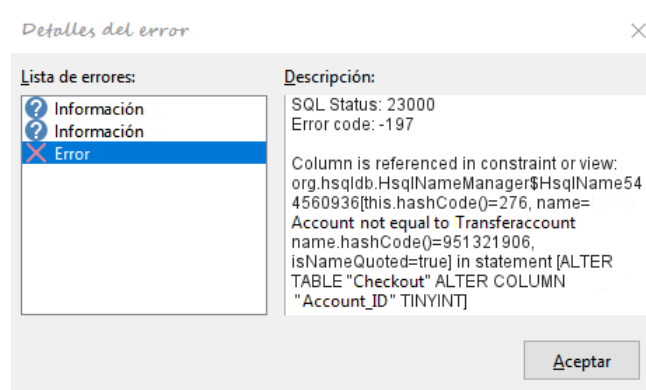 Detalles del error
Lista de errores:
Descripción:
Información
Información
Error
SQL Status: 23000
Error code: -197
Column is referenced in constraint or view:
org.hsqldb.HsqlNameManager$HsqlName54
4560936[this.hashCode()=276, name=
Account not equal to Transferaccount
name.hashCode()=951321906,
isNameQuoted=true] in statement [ALTER
TABLE "Checkout" ALTER COLUMN
"Account_ID" TINYINT]
Aceptar